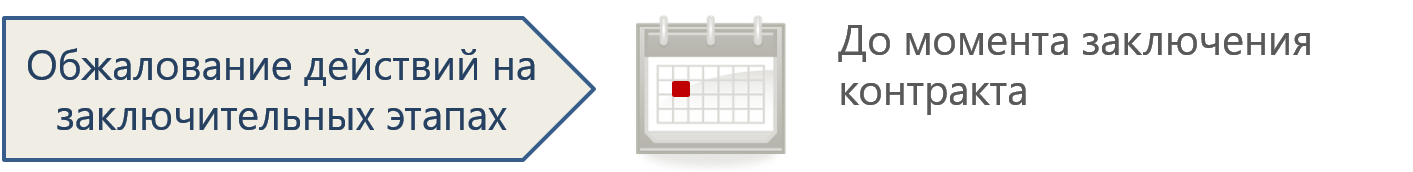 Обжалование действий на
заключительных этапах
До момента заключения
контракта